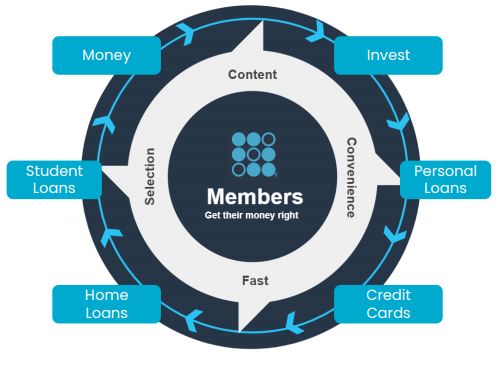 Money
Invest
Content
Student
Loans
Selection
Convenience
Personal
Loans
Members
Get their money right
Fast
Home
Loans
Credit
Cards